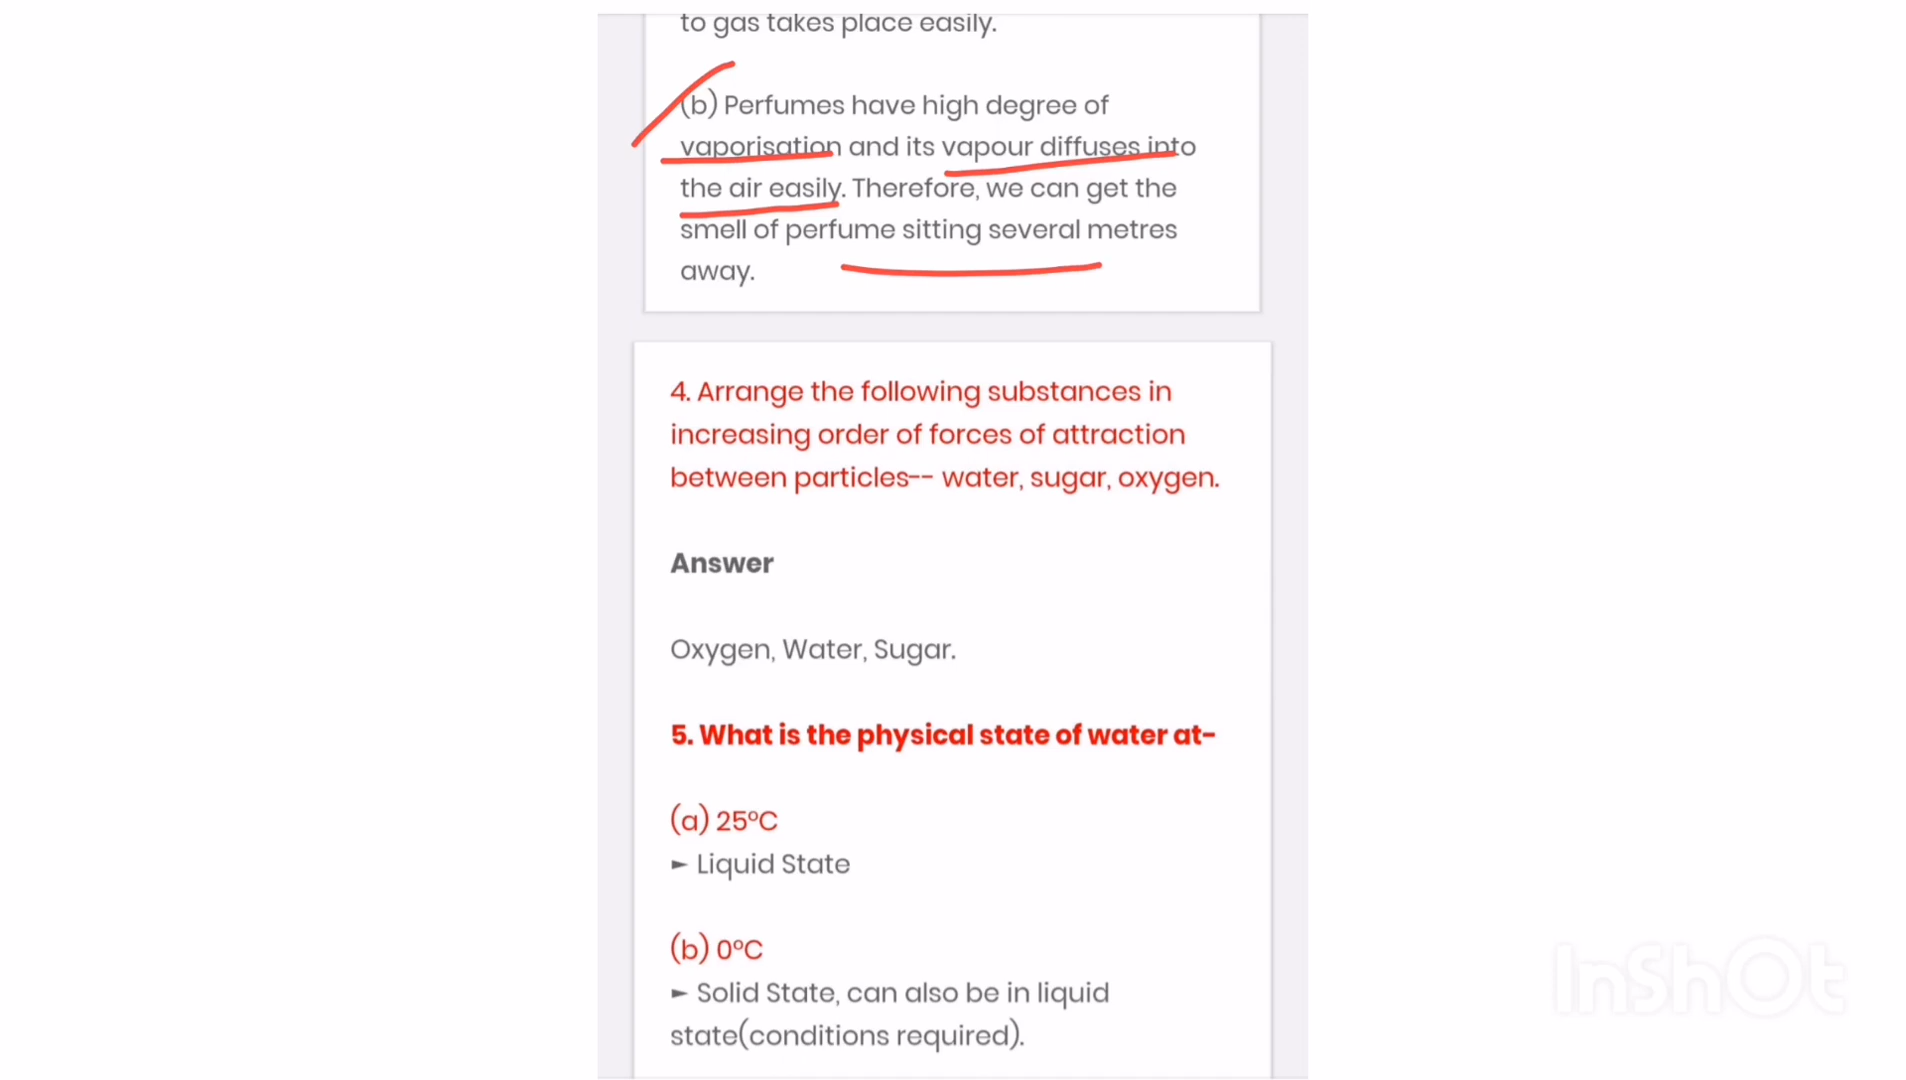 to gas takes place easily.
(b) Perfumes have high degree of
vaporisation and its vapour diffuses into
the air easily. Therefore, we can get the
smell of perfume sitting several metres
away.
4. Arrange the following substances in
increasing order of forces of attraction
between particles-- water, sugar, oxygen.
Answer
Oxygen, Water, Sugar.
5. What is the physical state of water at-
(a) 25ºC
► Liquid State
(b) 0ºC
► Solid State, can also be in liquid
state(conditions required).
InShOt